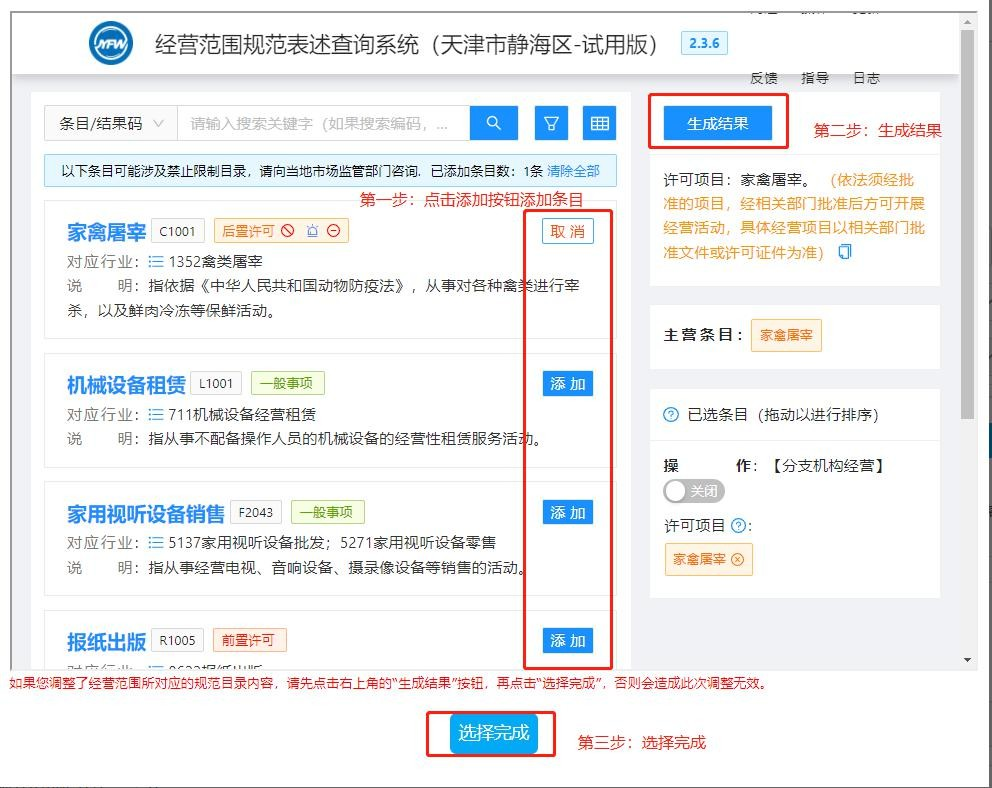 NFW
经营范围规范表述查询系统（天津市静海区-试用版） 2.3.6
反馈 指导 日志
条目/结果码 请输入搜索关键字（如果搜索编码，...
生成结果
第二步：生成结果
以下条目可能涉及禁止限制目录，请向当地市场监管部门咨询. 已添加条目数：1条 清除全部
第一步：点击添加按钮添加条目
家禽屠宰 C1001 后置许可
取 消
对应行业： 1352禽类屠宰
说 明：指依据《中华人民共和国动物防疫法》，从事对各种禽类进行宰
杀，以及鲜肉冷冻等保鲜活动。
机械设备租赁 L1001 一般事项
添 加
对应行业： 711机械设备经营租赁
说 明：指从事不配备操作人员的机械设备的经营性租赁服务活动。
家用视听设备销售 F2043 一般事项
添 加
对应行业： 5137家用视听设备批发；5271家用视听设备零售
说 明：指从事经营电视、音响设备、摄录像设备等销售的活动。
报纸出版 R1005 前置许可
添 加
许可项目：家禽屠宰。（依法须经批
准的项目，经相关部门批准后方可开展
经营活动，具体经营项目以相关部门批
准文件或许可证件为准）
主营条目： 家禽屠宰
已选条目（拖动以进行排序）
操 作：【分支机构经营】
关闭
许可项目 ：
家禽屠宰
如果您调整了经营范围所对应的规范目录内容，请先点击右上角的“生成结果”按钮，再点击“选择完成”，否则会造成此次调整无效。
选择完成
第三步：选择完成